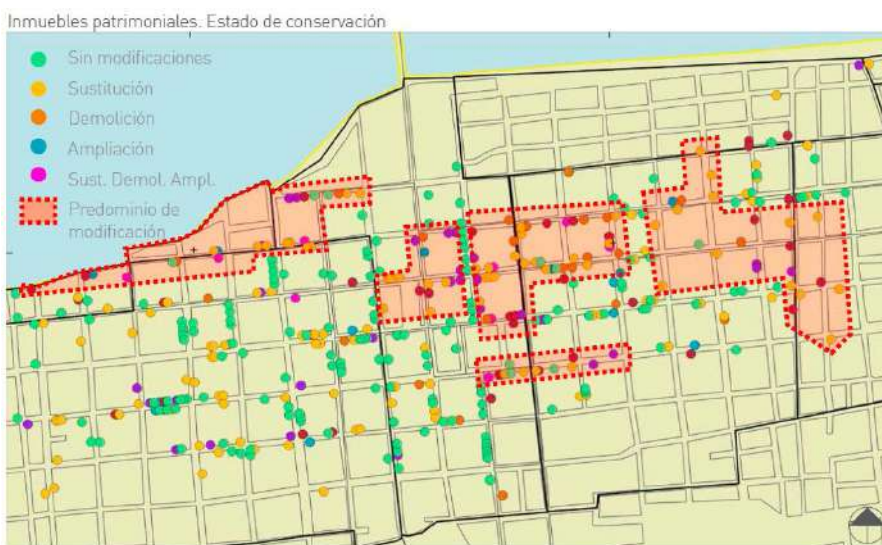 Inmuebles patrimoniales. Estado de conservación
Sin modificaciones
Sustitución
Demolición
Ampliación
Sust. Demol. Ampl.
Predominio de
modificación